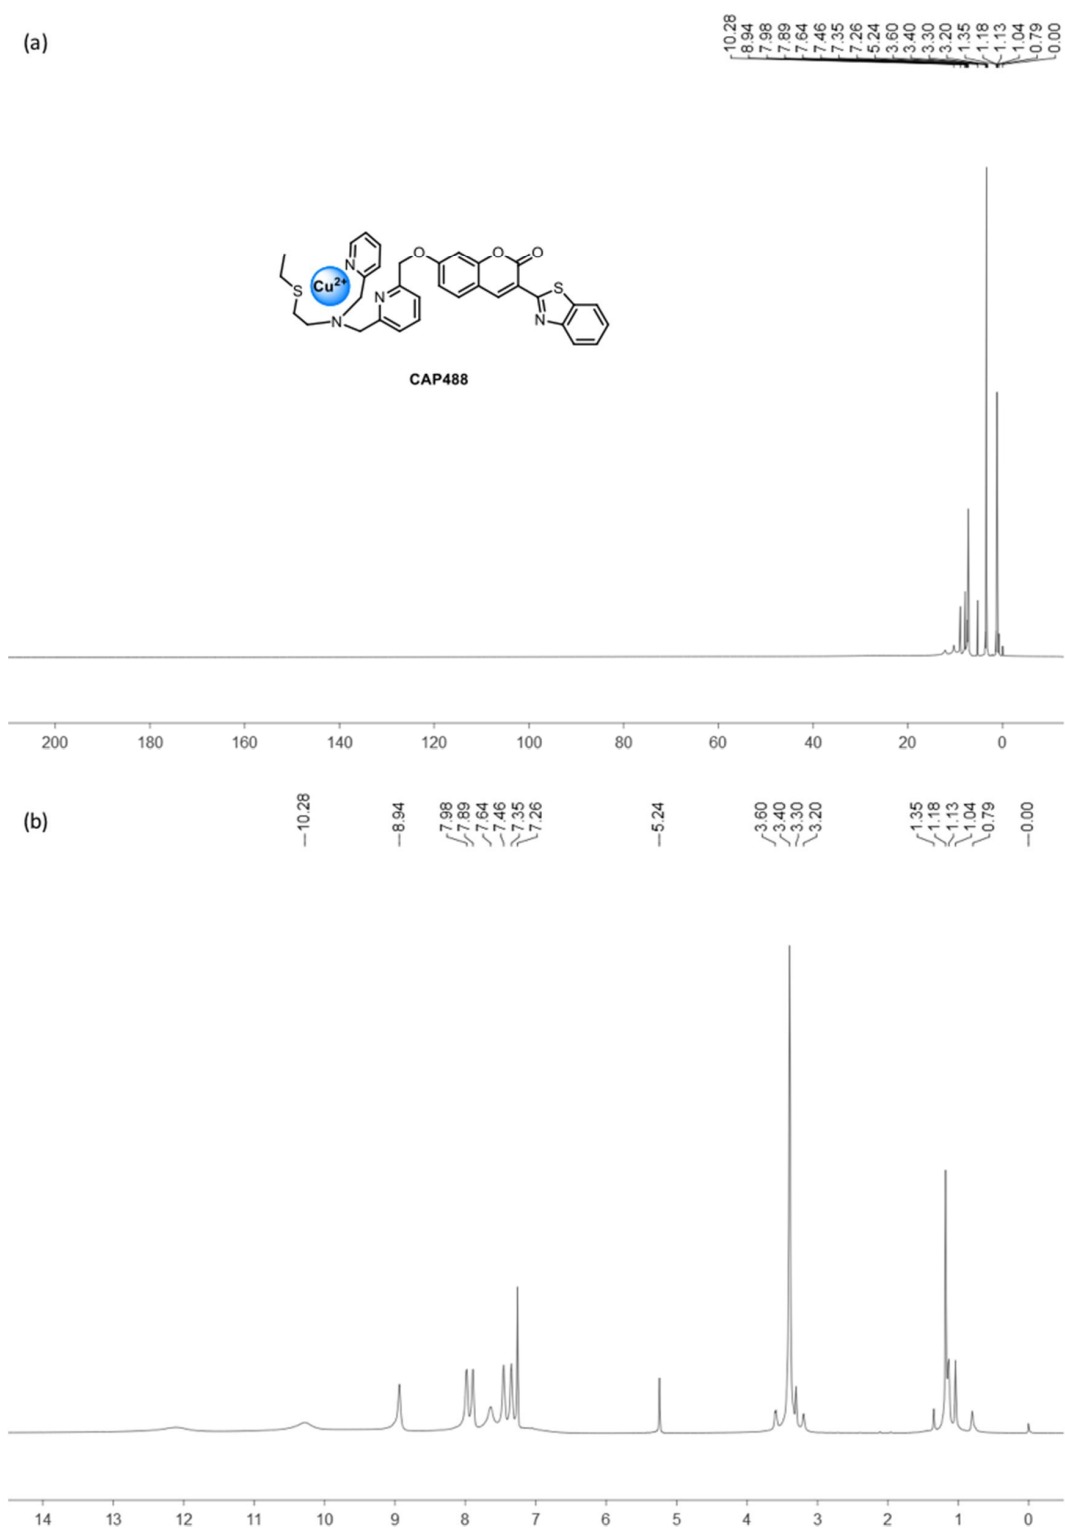 (a)
10.28
8.94
7.98
7.89
7.64
7.46
7.35
7.26
5.24
3.60
3.40
3.30
3.20
1.35
1.18
1.13
1.04
0.79
0.00
N
O
O
O
S
Cu2+
N
S
N
N
CAP488
200 180 160 140 120 100 80 60 40 20 0
(b)
10.28
8.94
7.98
7.89
7.64
7.46
7.35
7.26
5.24
3.60
3.40
3.30
3.20
1.35
1.18
1.13
1.04
0.79
0.00
14 13 12 11 10 9 8 7 6 5 4 3 2 1 0